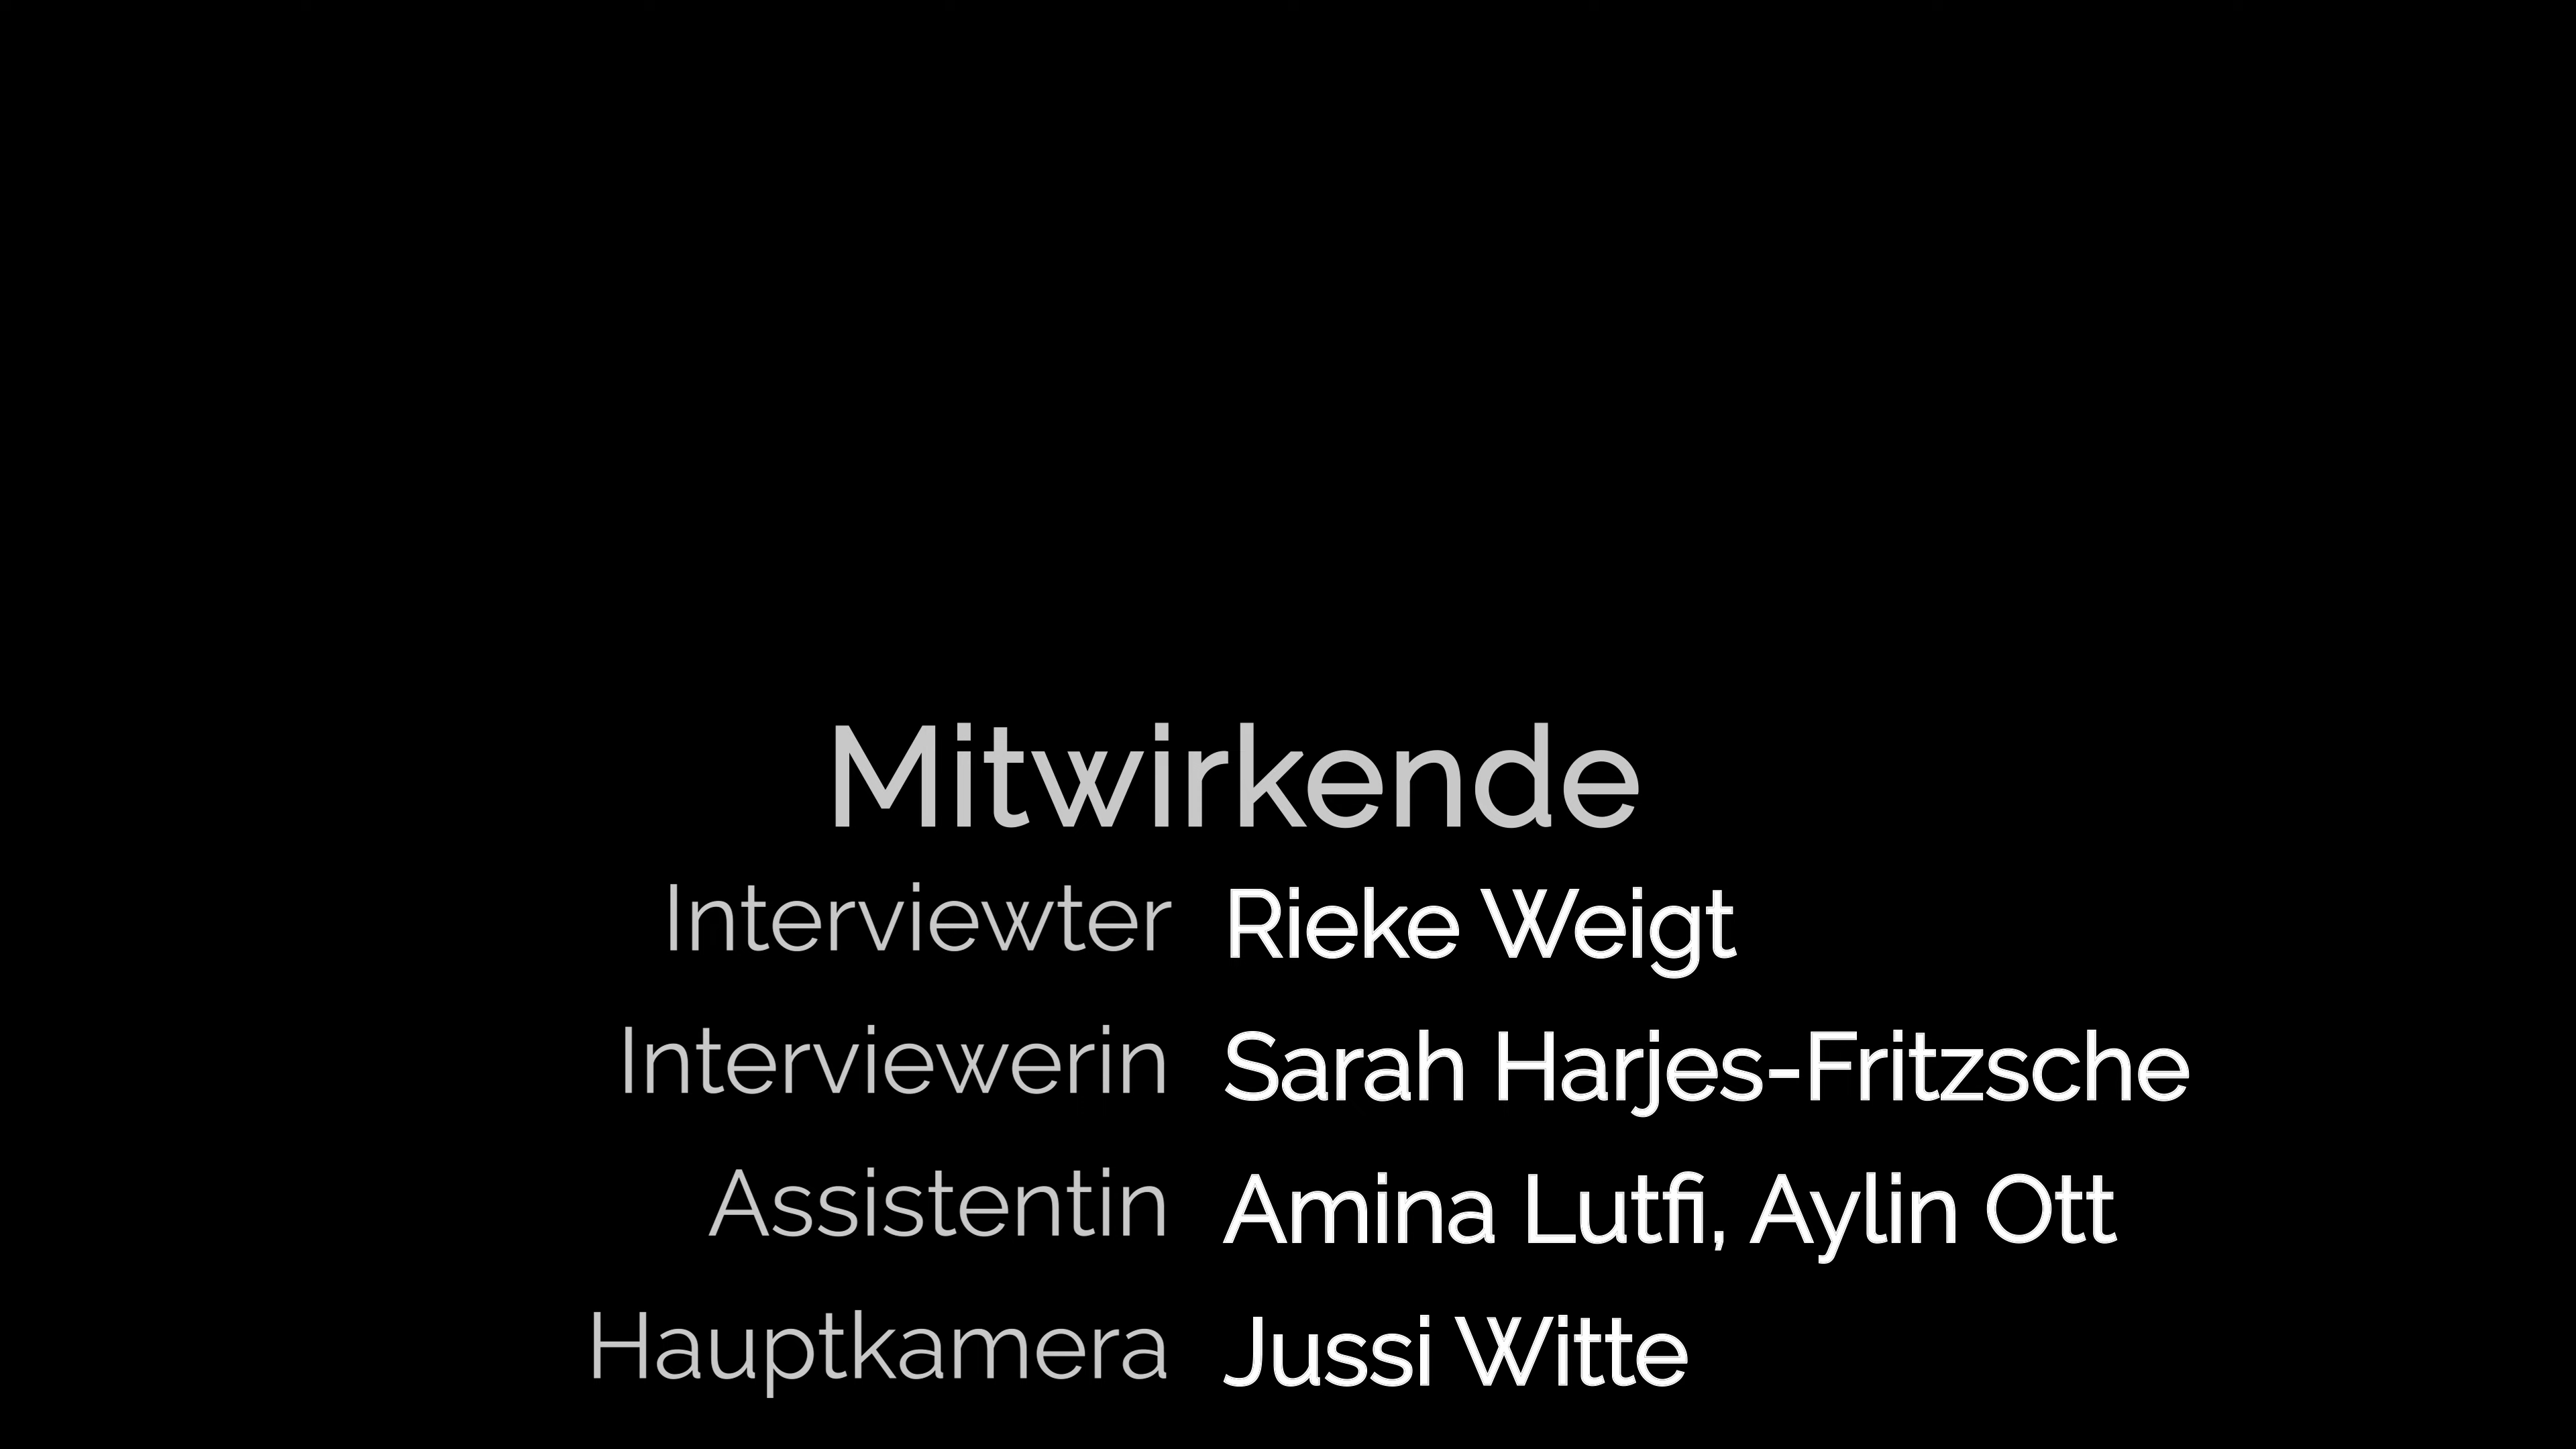 Mitwirkende
Interviewter Rieke Weigt
Interviewerin Sarah Harjes-Fritzsche
Assistentin Amina Lutfi, Aylin Ott
Hauptkamera Jussi Witte